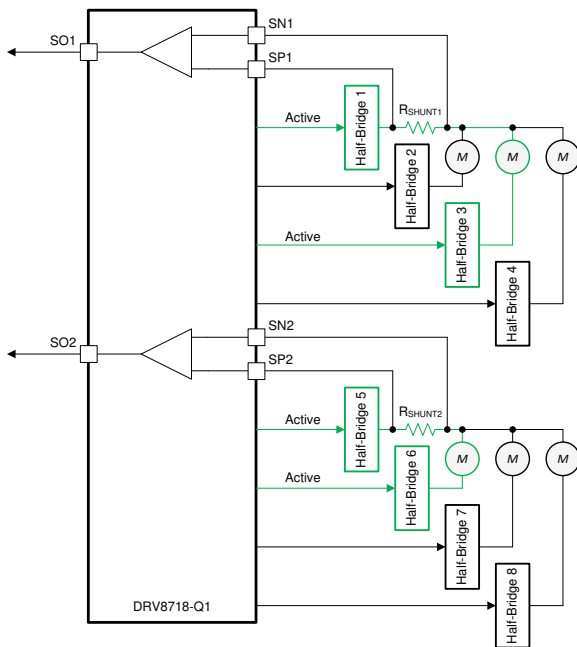 SO1
SN1
SP1
Active
Half-Bridge 1
RSHUNT1
Half-Bridge 2
M
M
M
Active
Half-Bridge 3
Half-Bridge 4
SO2
SN2
SP2
Active
Half-Bridge 5
RSHUNT2
Active
Half-Bridge 6
M
M
M
Half-Bridge 7
Half-Bridge 8
DRV8718-Q1